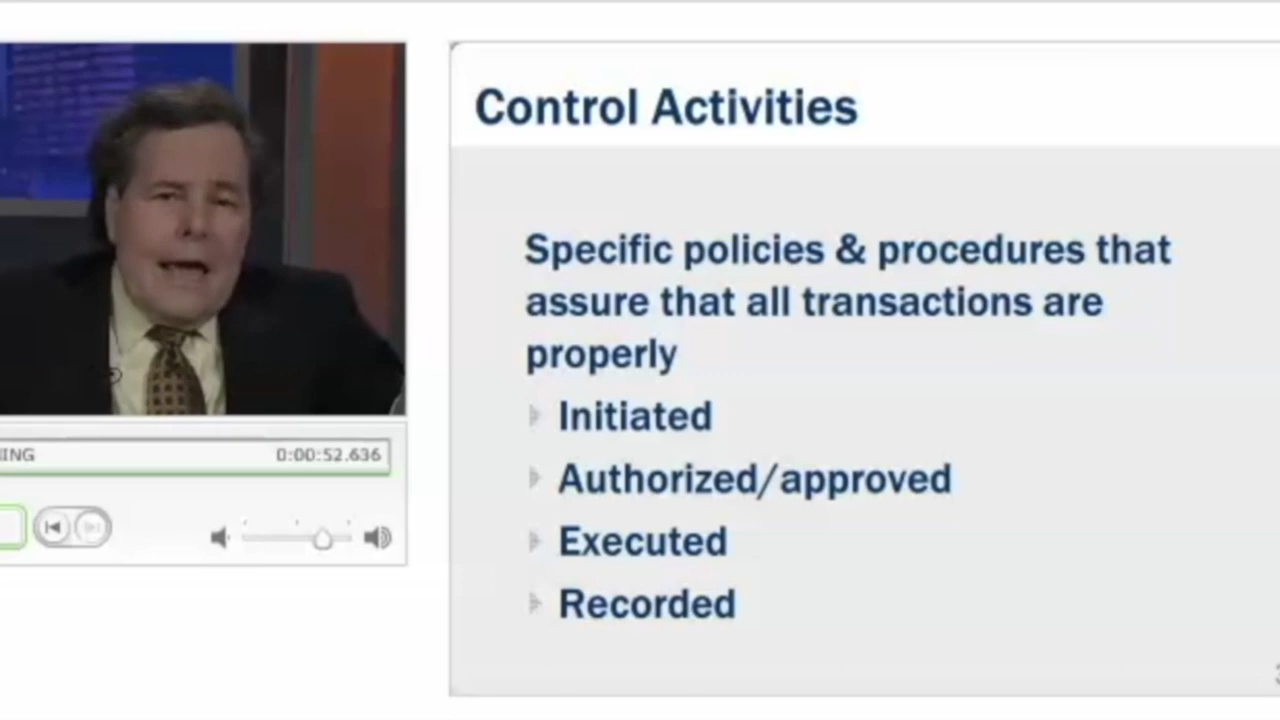 Control Activities
Specific policies & procedures that
assure that all transactions are
properly
Initiated
Authorized/approved
Executed
Recorded
ING
0:00:52.636